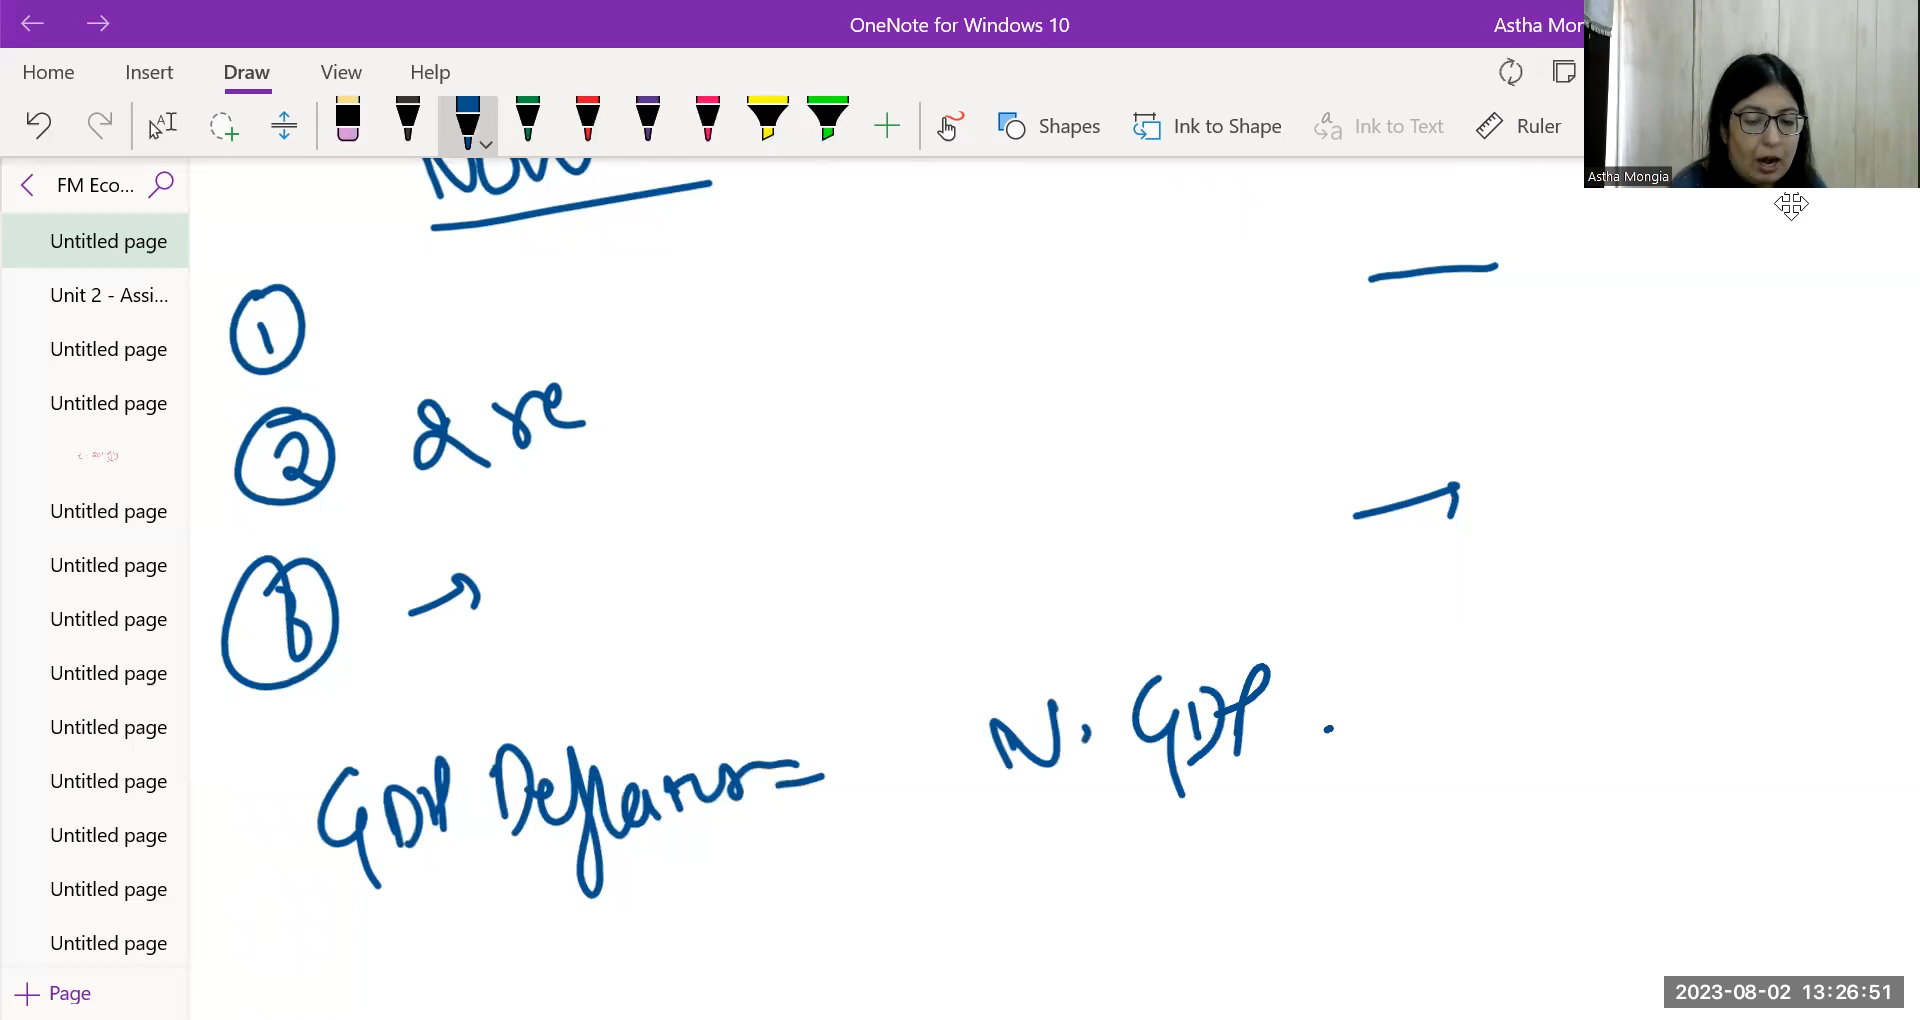 OneNote for Windows 10
Astha Mon
Home Insert Draw View Help
Shapes Ink to Shape Ink to Text Ruler
FM Eco...
Astha Mongia
Untitled page
Unit 2 - Assi...
Untitled page
Untitled page
Untitled page
Untitled page
Untitled page
Untitled page
Untitled page
Untitled page
Untitled page
Untitled page
Untitled page
Page
1
2
3
GDP Deflator =
N. GDP
2023-08-02 13:26:51